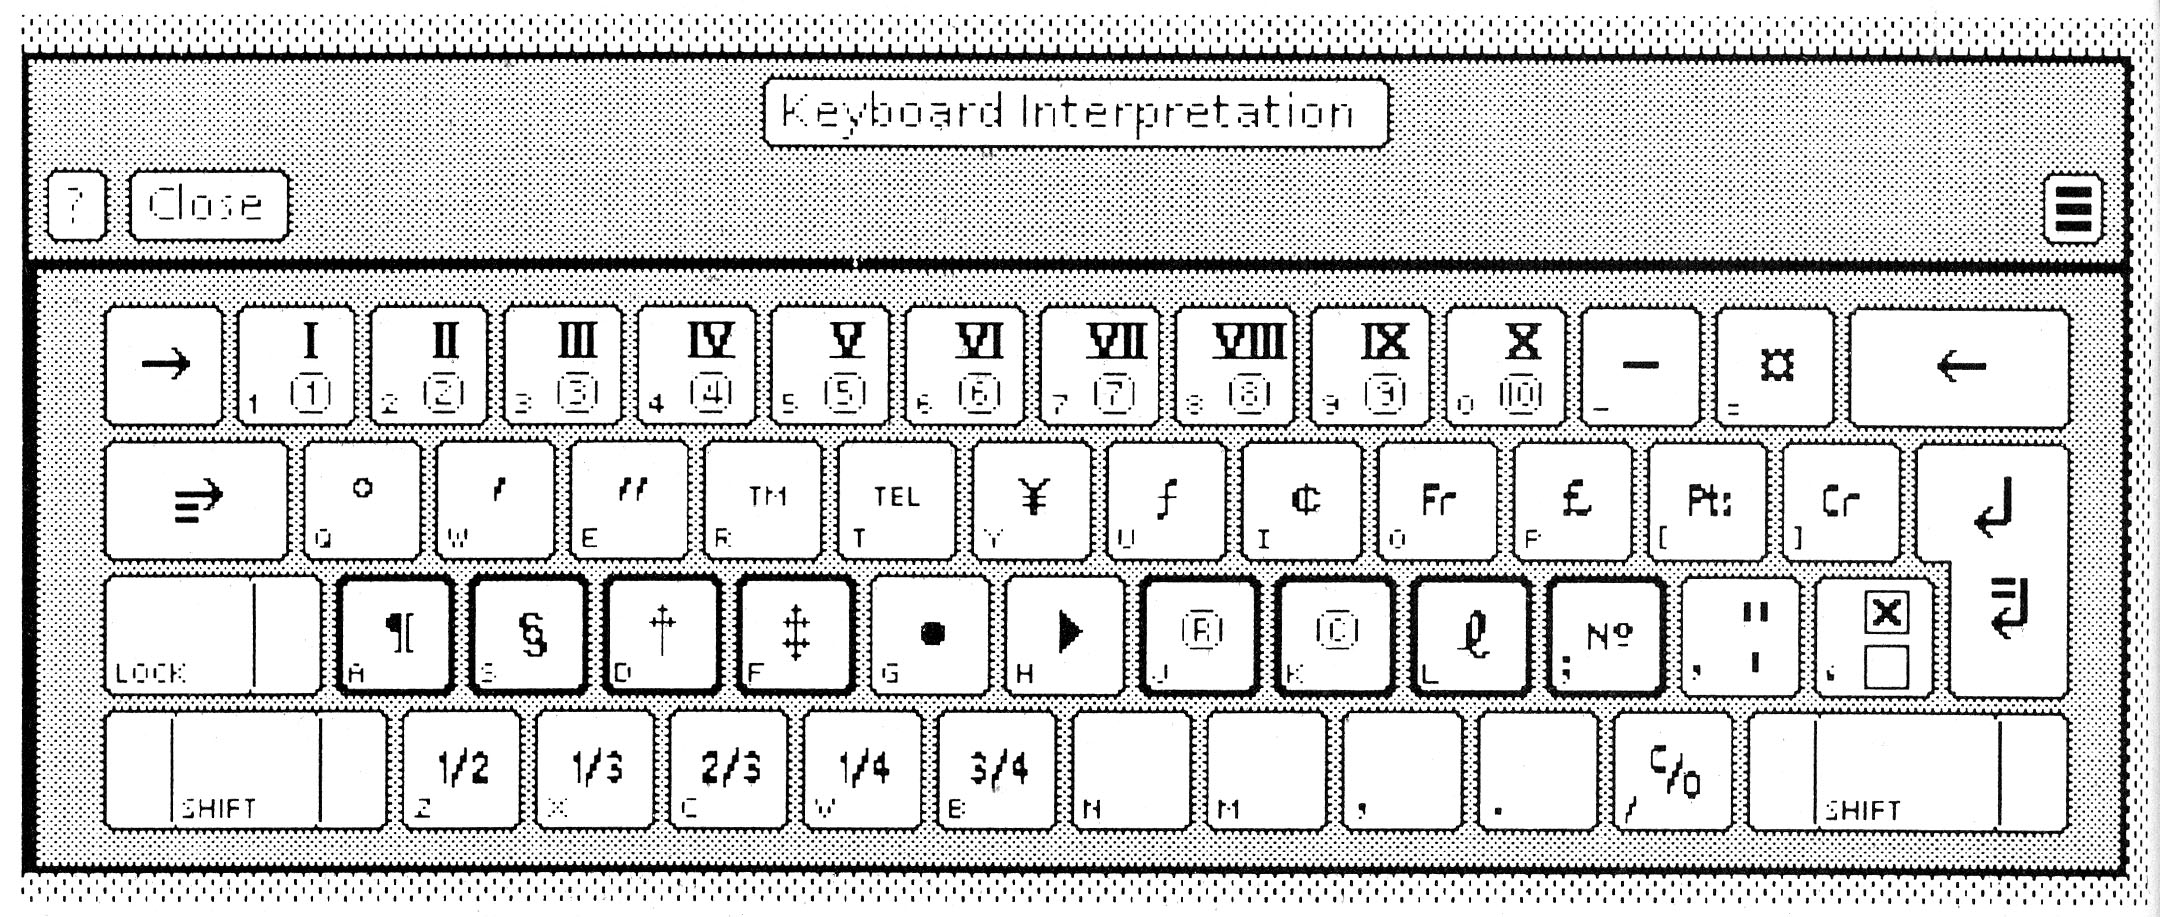 Keyboard Interpretation
? Close
→ I II III IV V VI VII VIII IX X – ¤ ←
1 ① 2 ② 3 ③ 4 ④ 5 ⑤ 6 ⑥ 7 ⑦ 8 ⑧ 9 ⑨ 0 ⑩ - =
° ′ ″ TM TEL ¥ ƒ ¢ Fr £ Pts Cr
Q W E R T Y U I O P [ ]
¶ § † ‡ ● ▶ ® © ℓ Nº " '
LOCK A S D F G H J K L ; '
1/2 1/3 2/3 1/4 3/4 C/O
SHIFT Z X C V B N M , . / SHIFT